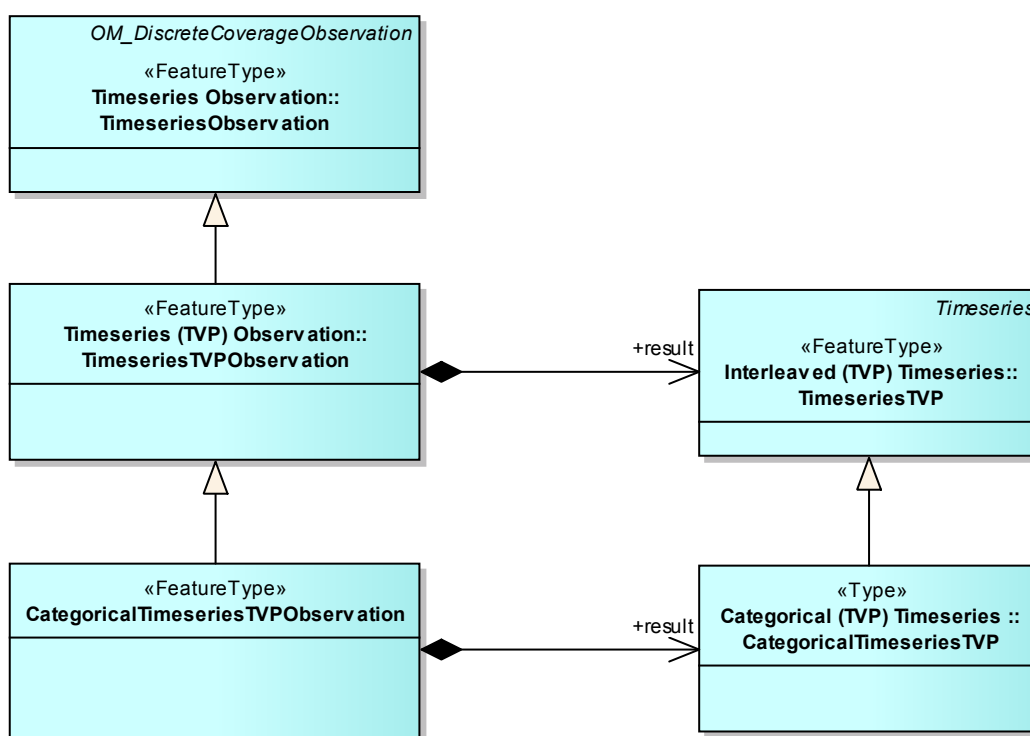 OM_DiscreteCoverageObservation
«FeatureType»
Timeseries Observation::
TimeseriesObservation
«FeatureType»
Timeseries (TVP) Observation::
TimeseriesTVPObservation
+result
Timeseries
«FeatureType»
Interleaved (TVP) Timeseries::
TimeseriesTVP
«FeatureType»
CategoricalTimeseriesTVPObservation
+result
«Type»
Categorical (TVP) Timeseries ::
CategoricalTimeseriesTVP